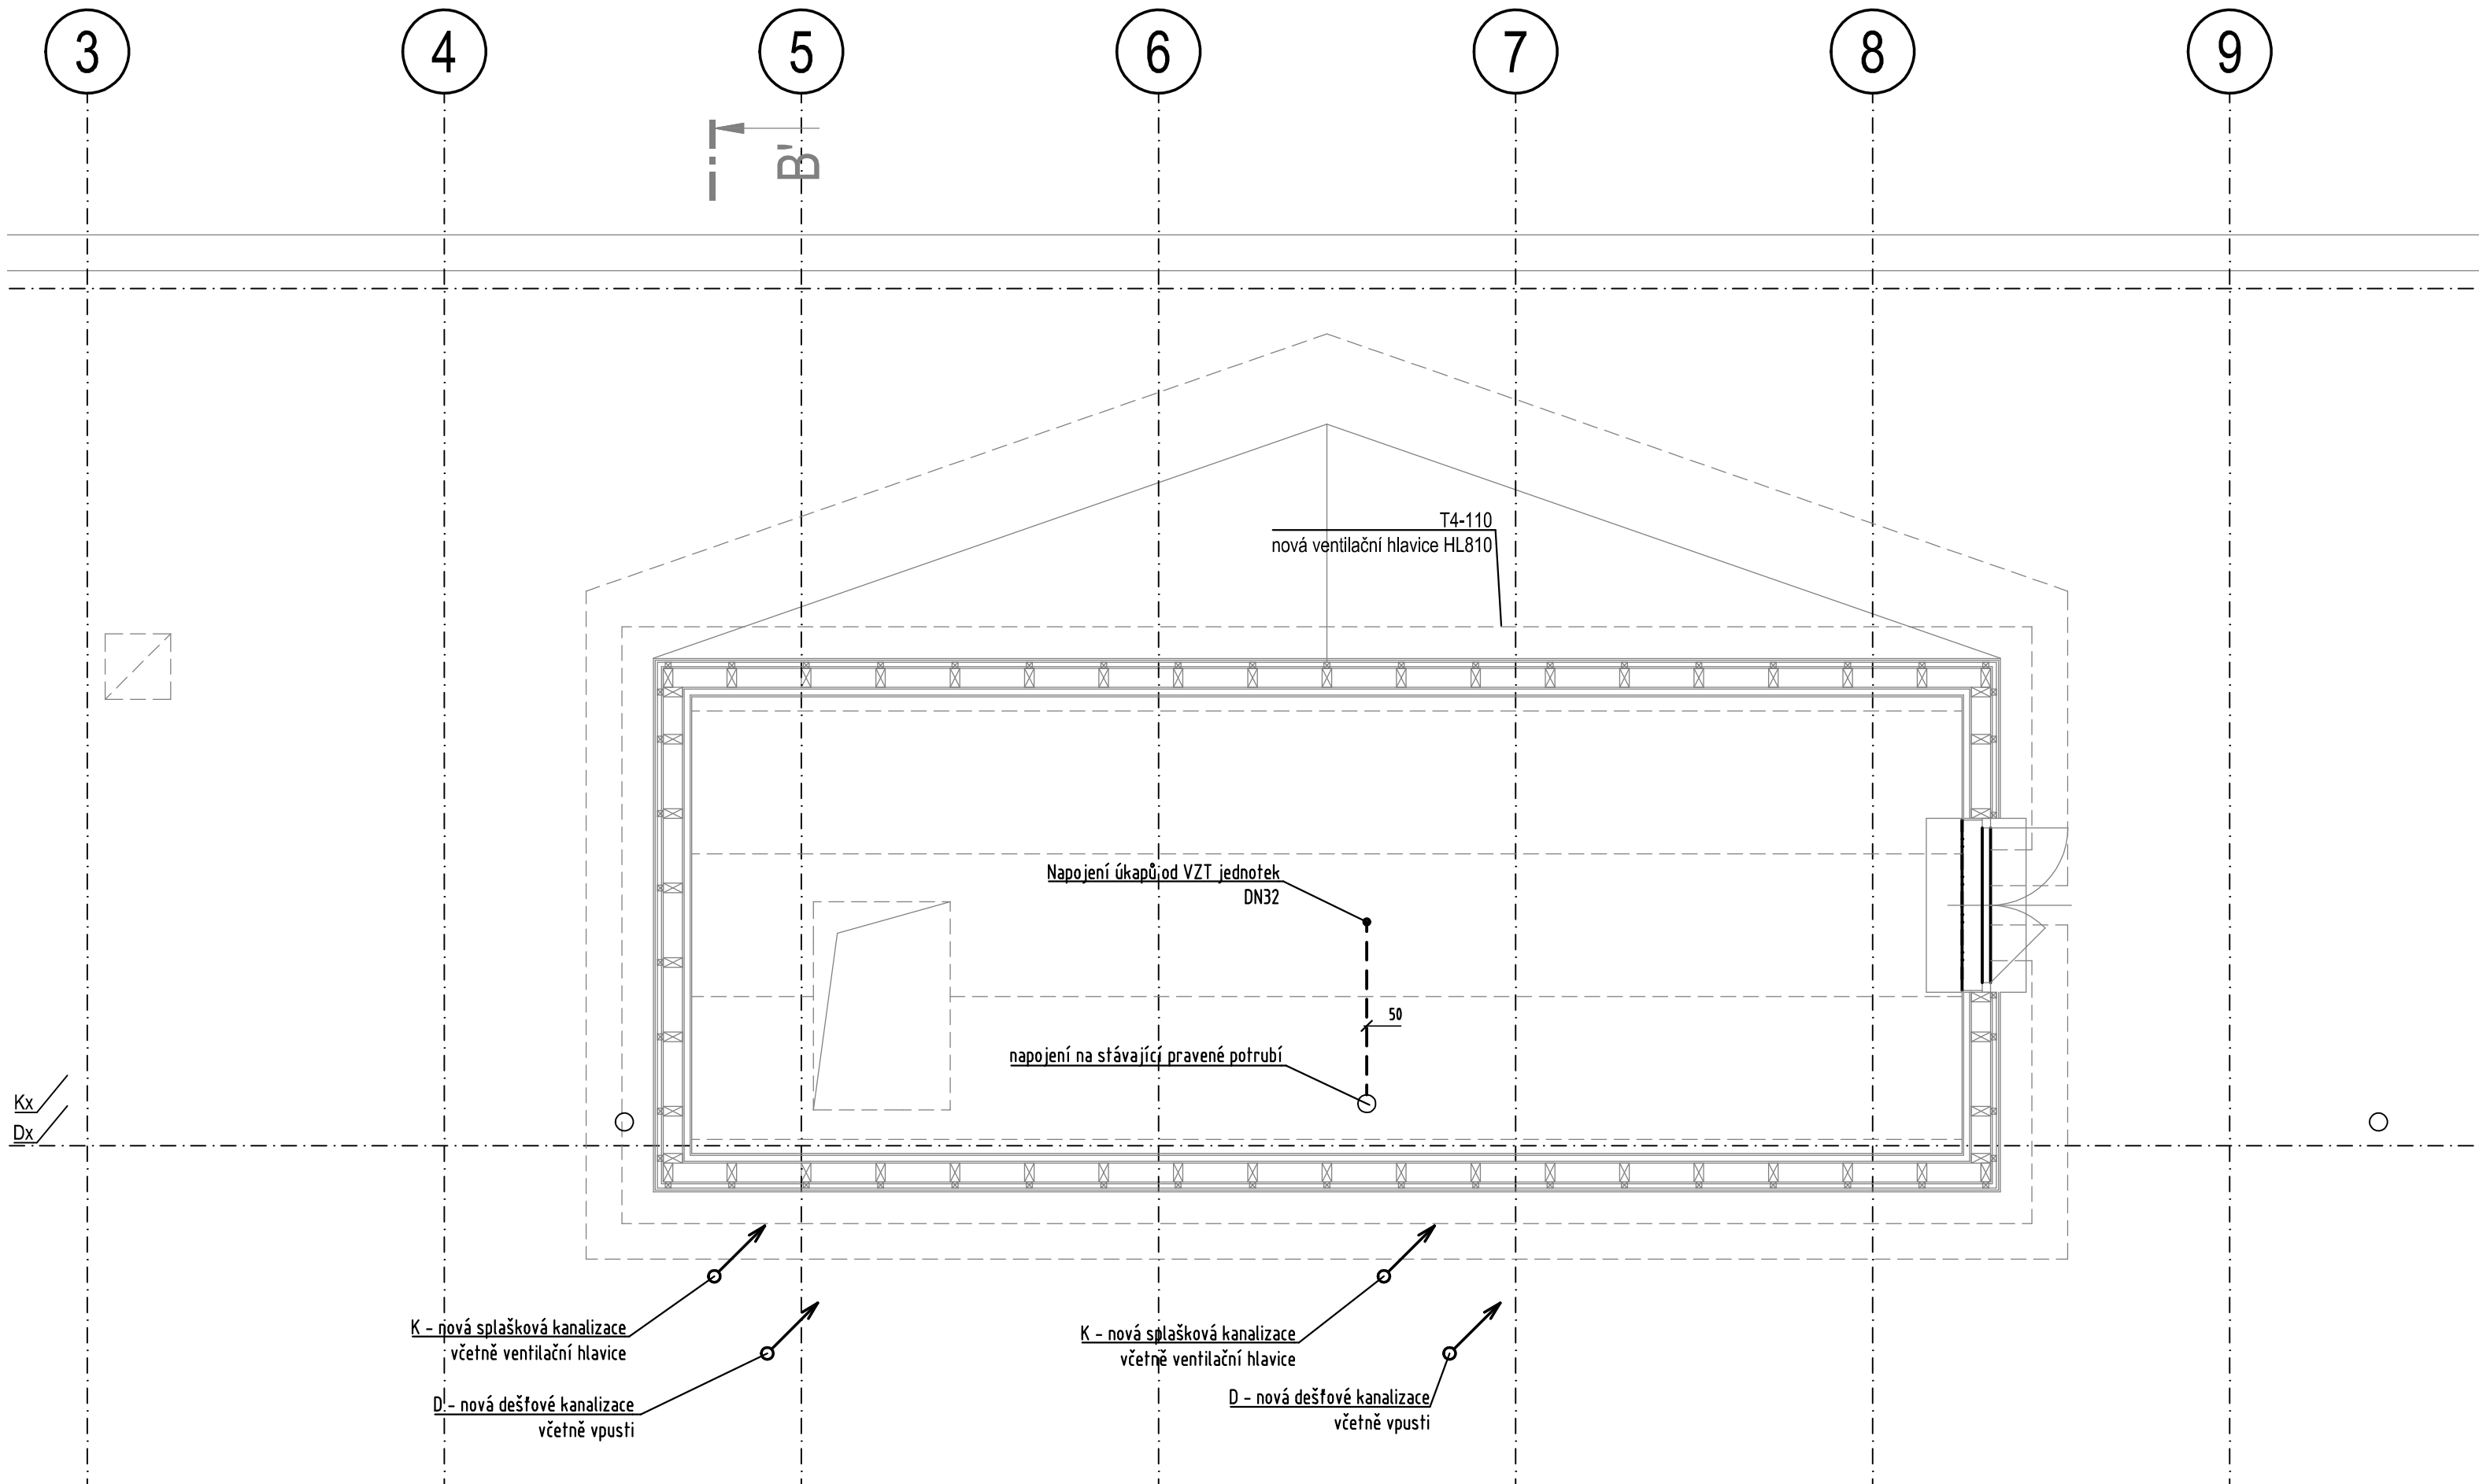 3 4 5 6 7 8 9
B'
T4-110
nová ventilační hlavice HL810
Napojení úkapů od VZT jednotek
DN32
50
napojení na stávající pravené potrubí
Kx
Dx
K - nová splašková kanalizace
včetně ventilační hlavice
D - nová dešťové kanalizace
včetně vpusti
K - nová splašková kanalizace
včetně ventilační hlavice
D - nová dešťové kanalizace
včetně vpusti